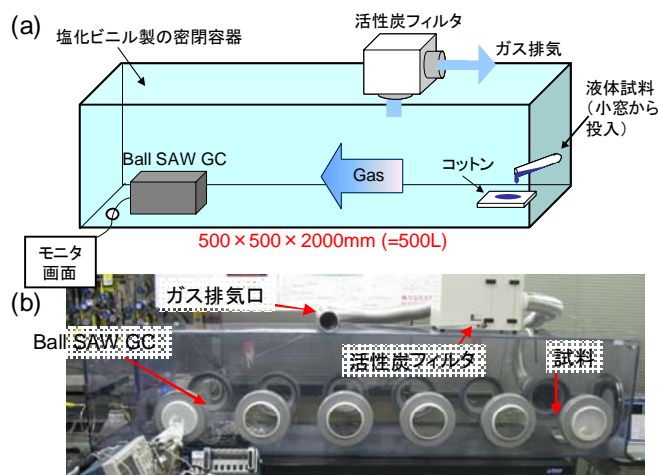 (a)
塩化ビニル製の密閉容器
活性炭フィルタ
ガス排気
液体試料
(小窓から
投入)
Ball SAW GC
Gas
コットン
500×500×2000mm (=500L)
モニタ
画面
(b)
ガス排気口
Ball SAW GC
活性炭フィルタ
試料